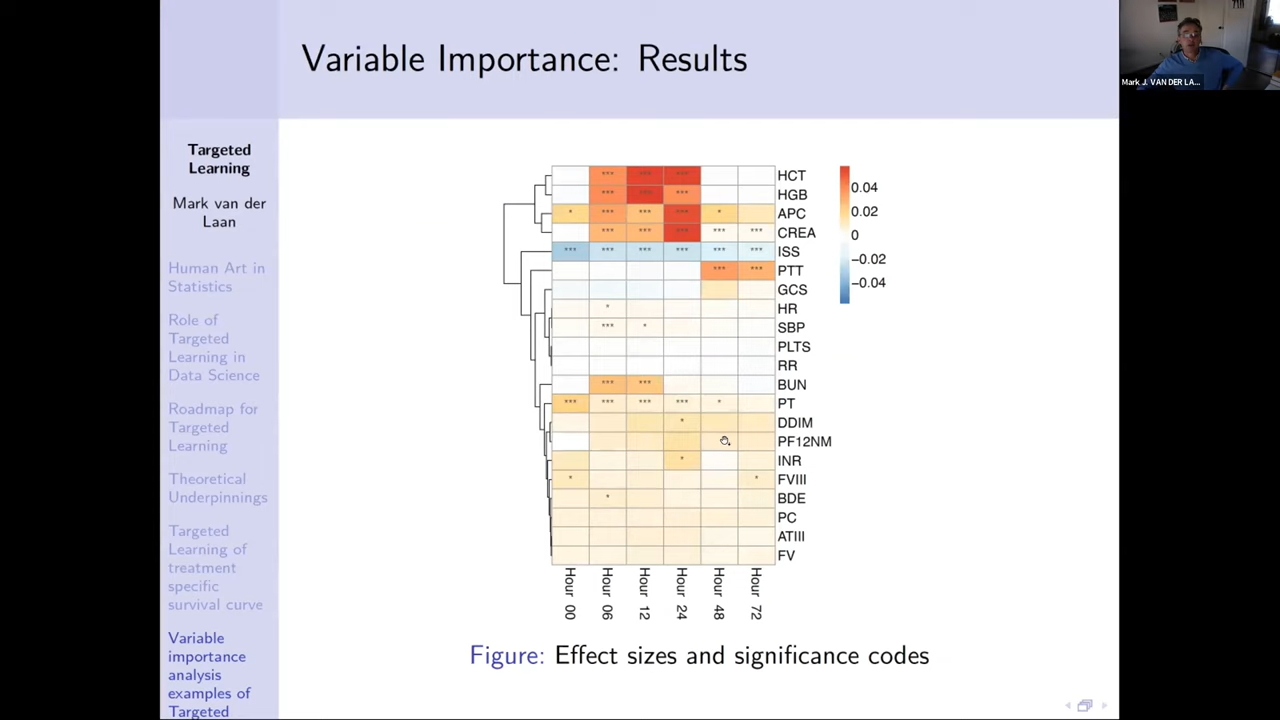 Variable Importance: Results
Mark J. VAN DER LA...
Targeted
Learning
Mark van der
Laan
Human Art in
Statistics
Role of
Targeted
Learning in
Data Science
Roadmap for
Targeted
Learning
Theoretical
Underpinnings
Targeted
Learning of
treatment
specific
survival curve
Variable
importance
analysis
examples of
Targeted
*** *** *** HCT
*** *** *** HGB
* *** *** *** * APC
*** *** *** *** *** CREA
*** *** *** *** *** *** ISS
*** *** PTT
GCS
* HR
*** * SBP
PLTS
RR
*** *** BUN
*** *** *** *** * PT
* DDIM
PF12NM
* INR
* * FVIII
* BDE
PC
ATIII
FV
0.04
0.02
0
−0.02
−0.04
Hour 00
Hour 06
Hour 12
Hour 24
Hour 48
Hour 72
Figure: Effect sizes and significance codes